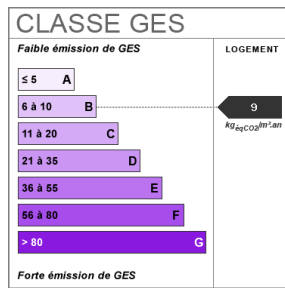 CLASSE GES
Faible émission de GES
LOGEMENT
≤ 5 A
6 à 10 B
9
kgéqCO2/m².an
11 à 20 C
21 à 35 D
36 à 55 E
56 à 80 F
> 80 G
Forte émission de GES